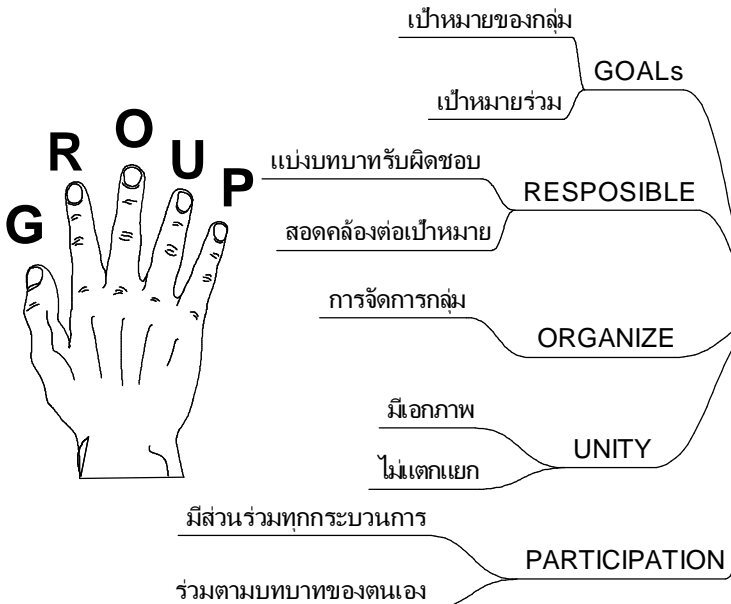 G R O U P
เป้าหมายของกลุ่ม
GOALs
เป้าหมายร่วม
แบ่งบทบาทรับผิดชอบ
RESPOSIBLE
สอดคล้องต่อเป้าหมาย
การจัดการกลุ่ม
ORGANIZE
มีเอกภาพ
UNITY
ไม่แตกแยก
มีส่วนร่วมทุกกระบวนการ
PARTICIPATION
ร่วมตามบทบาทของตนเอง